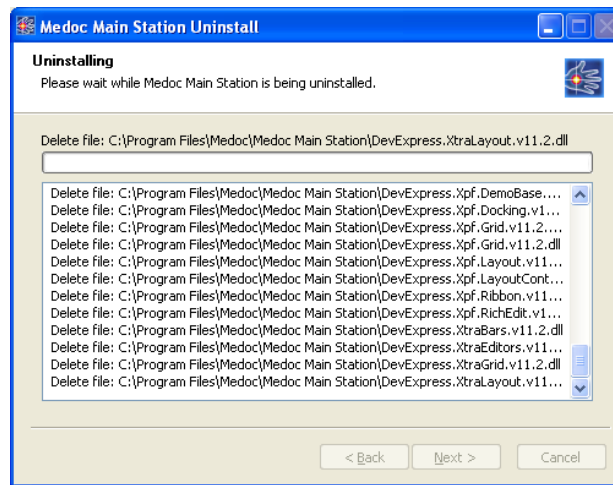 Medoc Main Station Uninstall
Uninstalling
Please wait while Medoc Main Station is being uninstalled.
Delete file: C:\Program Files\Medoc\Medoc Main Station\DevExpress.XtraLayout.v11.2.dll
Delete file: C:\Program Files\Medoc\Medoc Main Station\DevExpress.Xpf.DemoBase....
Delete file: C:\Program Files\Medoc\Medoc Main Station\DevExpress.Xpf.Docking.v1...
Delete file: C:\Program Files\Medoc\Medoc Main Station\DevExpress.Xpf.Grid.v11.2....
Delete file: C:\Program Files\Medoc\Medoc Main Station\DevExpress.Xpf.Grid.v11.2.dll
Delete file: C:\Program Files\Medoc\Medoc Main Station\DevExpress.Xpf.Layout.v11...
Delete file: C:\Program Files\Medoc\Medoc Main Station\DevExpress.Xpf.LayoutCont...
Delete file: C:\Program Files\Medoc\Medoc Main Station\DevExpress.Xpf.Ribbon.v11...
Delete file: C:\Program Files\Medoc\Medoc Main Station\DevExpress.Xpf.RichEdit.v1...
Delete file: C:\Program Files\Medoc\Medoc Main Station\DevExpress.XtraBars.v11.2.dll
Delete file: C:\Program Files\Medoc\Medoc Main Station\DevExpress.XtraEditors.v11...
Delete file: C:\Program Files\Medoc\Medoc Main Station\DevExpress.XtraGrid.v11.2.dll
Delete file: C:\Program Files\Medoc\Medoc Main Station\DevExpress.XtraLayout.v11...
< Back Next > Cancel